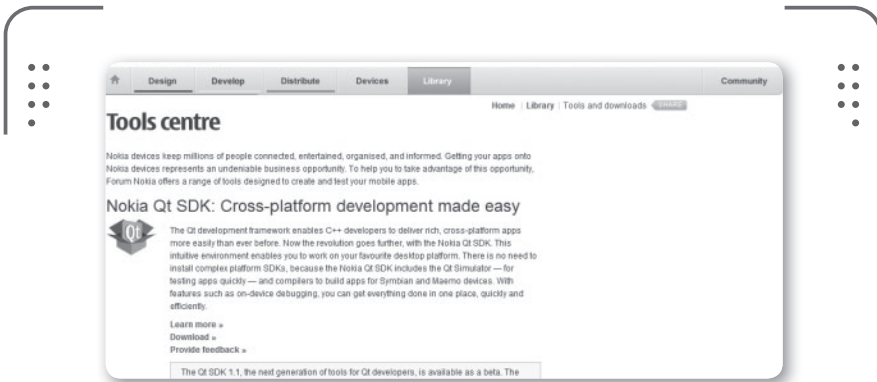 Design Develop Distribute Devices Library Community
Home | Library | Tools and downloads SHARE
Tools centre
Nokia devices keep millions of people connected, entertained, organised, and informed. Getting your apps onto
Nokia devices represents an undeniable business opportunity. To help you to take advantage of this opportunity,
Forum Nokia offers a range of tools designed to create and test your mobile apps.
Nokia Qt SDK: Cross-platform development made easy
Qt
The Qt development framework enables C++ developers to deliver rich, cross-platform apps
more easily than ever before. Now the revolution goes further, with the Nokia Qt SDK. This
intuitive environment enables you to work on your favourite desktop platform. There is no need to
install complex platform SDKs, because the Nokia Qt SDK includes the Qt Simulator — for
testing apps quickly — and compilers to build apps for Symbian and Maemo devices. With
features such as on-device debugging, you can get everything done in one place, quickly and
efficiently.
Learn more »
Download »
Provide feedback »
The Qt SDK 1.1, the next generation of tools for Qt developers, is available as a beta. The